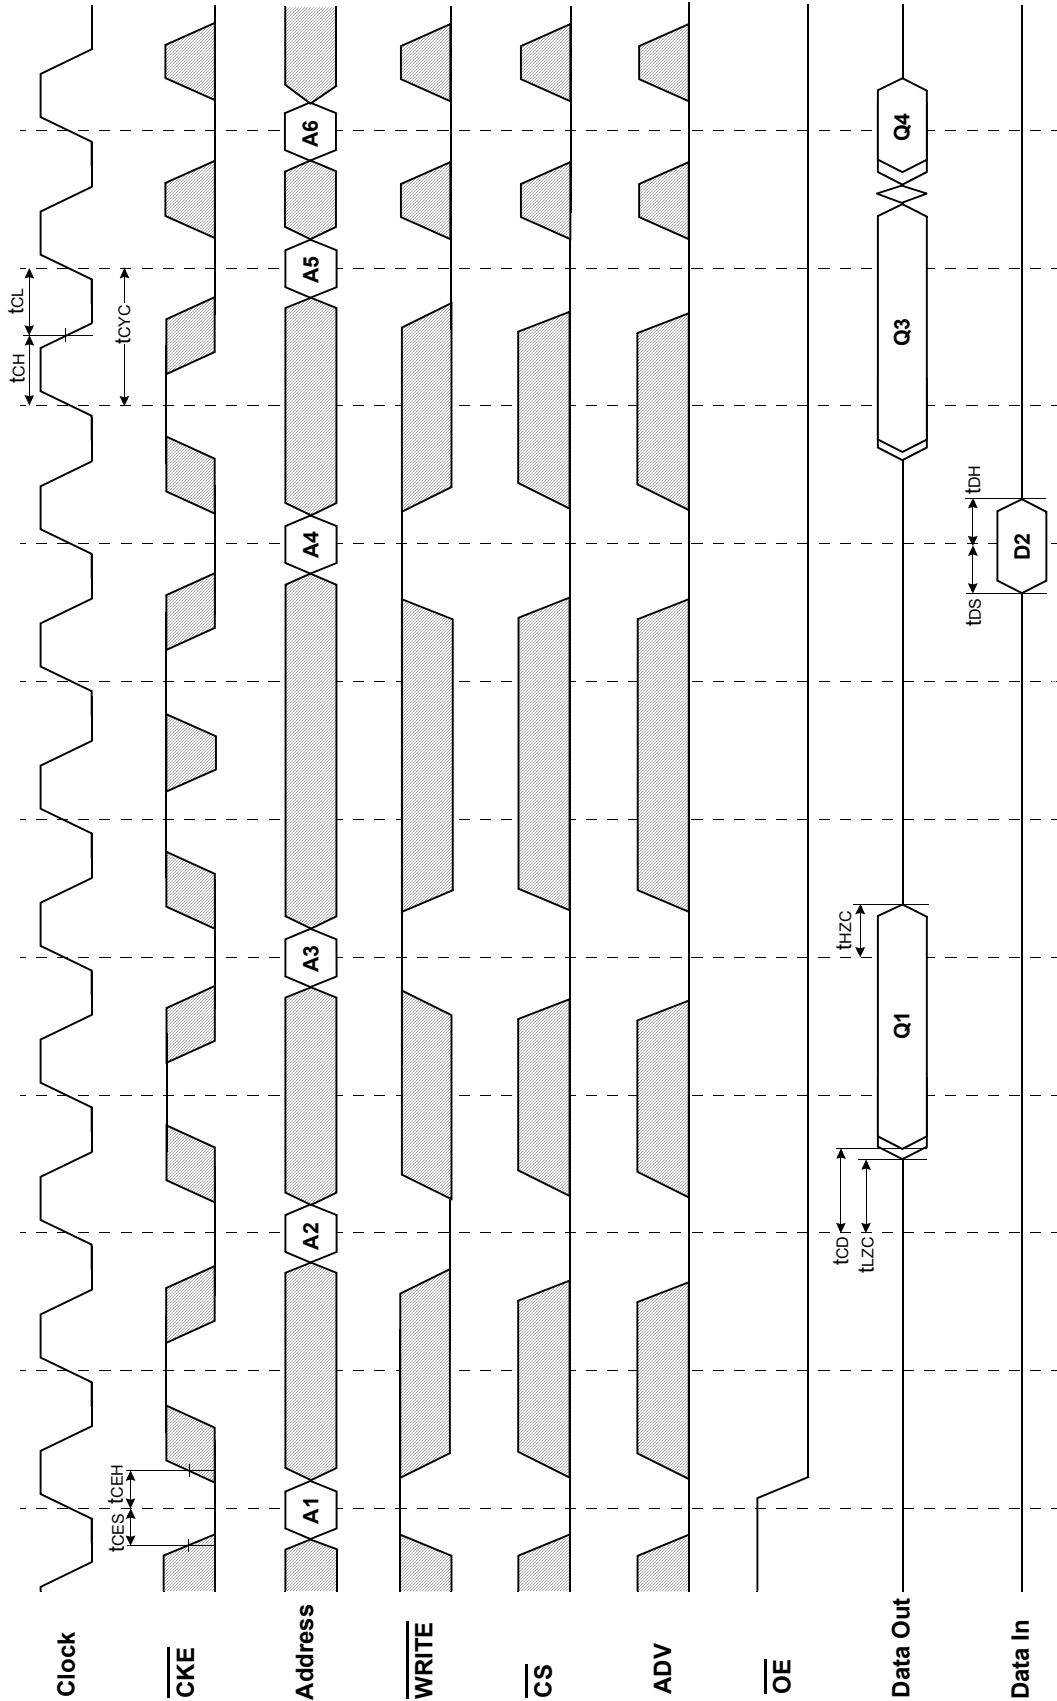 Clock
tCH
tCL
tCYC
CKE
tCES
tCEH
Address
A1
A2
A3
A4
A5
A6
WRITE
CS
ADV
OE
Data Out
tCD
tLZC
Q1
tHZC
Q3
Q4
Data In
tDS
tDH
D2